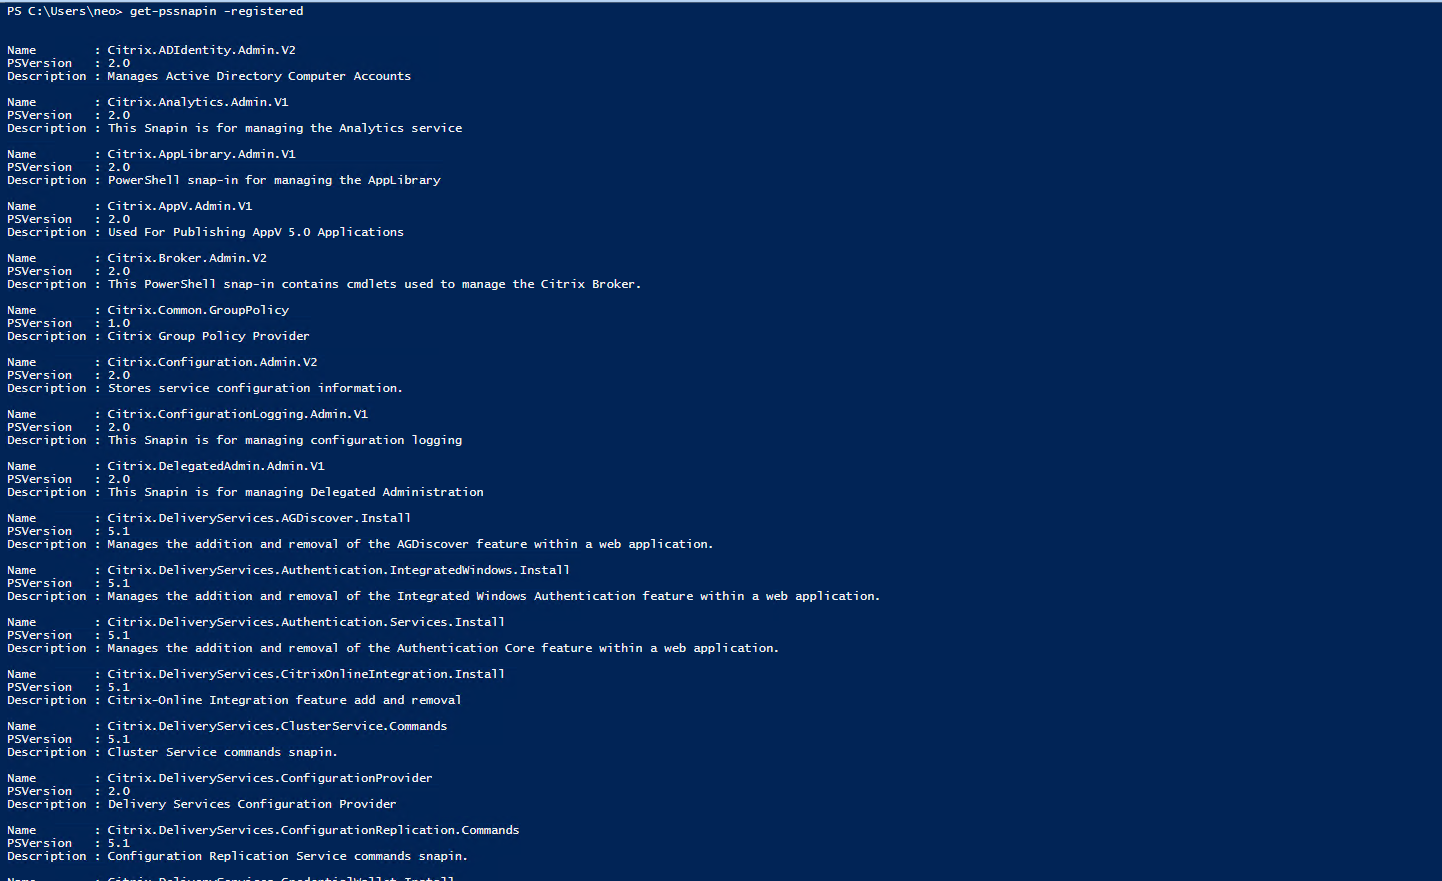 PS C:\Users\neo> get-pssnapin -registered
Name        : Citrix.ADIdentity.Admin.V2
PSVersion   : 2.0
Description : Manages Active Directory Computer Accounts
Name        : Citrix.Analytics.Admin.V1
PSVersion   : 2.0
Description : This Snapin is for managing the Analytics service
Name        : Citrix.AppLibrary.Admin.V1
PSVersion   : 2.0
Description : PowerShell snap-in for managing the AppLibrary
Name        : Citrix.AppV.Admin.V1
PSVersion   : 2.0
Description : Used For Publishing AppV 5.0 Applications
Name        : Citrix.Broker.Admin.V2
PSVersion   : 2.0
Description : This PowerShell snap-in contains cmdlets used to manage the Citrix Broker.
Name        : Citrix.Common.GroupPolicy
PSVersion   : 1.0
Description : Citrix Group Policy Provider
Name        : Citrix.Configuration.Admin.V2
PSVersion   : 2.0
Description : Stores service configuration information.
Name        : Citrix.ConfigurationLogging.Admin.V1
PSVersion   : 2.0
Description : This Snapin is for managing configuration logging
Name        : Citrix.DelegatedAdmin.Admin.V1
PSVersion   : 2.0
Description : This Snapin is for managing Delegated Administration
Name        : Citrix.DeliveryServices.AGDiscover.Install
PSVersion   : 5.1
Description : Manages the addition and removal of the AGDiscover feature within a web application.
Name        : Citrix.DeliveryServices.Authentication.IntegratedWindows.Install
PSVersion   : 5.1
Description : Manages the addition and removal of the Integrated Windows Authentication feature within a web application.
Name        : Citrix.DeliveryServices.Authentication.Services.Install
PSVersion   : 5.1
Description : Manages the addition and removal of the Authentication Core feature within a web application.
Name        : Citrix.DeliveryServices.CitrixOnlineIntegration.Install
PSVersion   : 5.1
Description : Citrix-Online Integration feature add and removal
Name        : Citrix.DeliveryServices.ClusterService.Commands
PSVersion   : 5.1
Description : Cluster Service commands snapin.
Name        : Citrix.DeliveryServices.ConfigurationProvider
PSVersion   : 2.0
Description : Delivery Services Configuration Provider
Name        : Citrix.DeliveryServices.ConfigurationReplication.Commands
PSVersion   : 5.1
Description : Configuration Replication Service commands snapin.
Name        : Citrix.DeliveryServices.CredentialWallet.Install